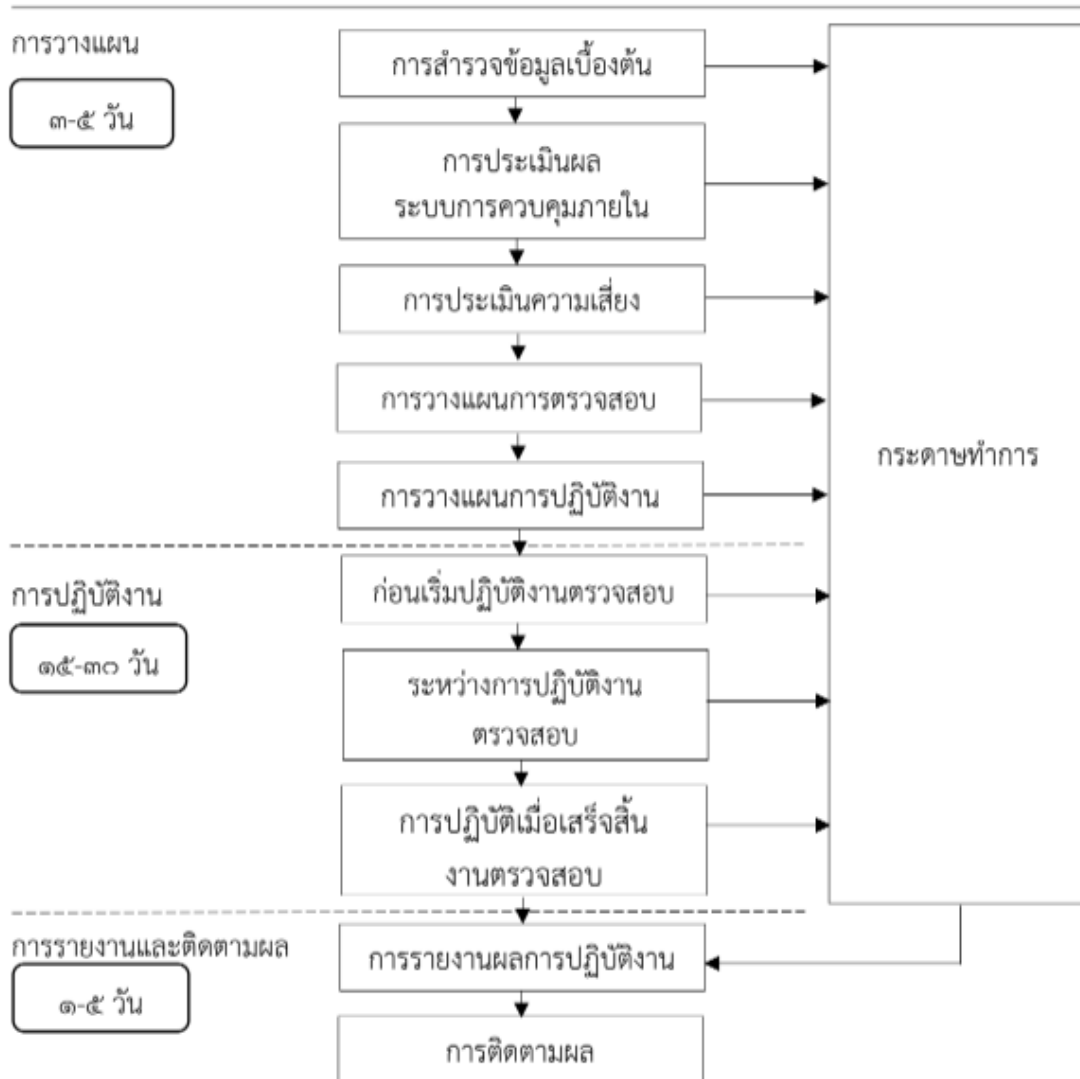 การวางแผน
๓-๕ วัน
การสำรวจข้อมูลเบื้องต้น
การประเมินผล
ระบบการควบคุมภายใน
การประเมินความเสี่ยง
การวางแผนการตรวจสอบ
การวางแผนการปฏิบัติงาน
กระดาษทำการ
การปฏิบัติงาน
๑๕-๓๐ วัน
ก่อนเริ่มปฏิบัติงานตรวจสอบ
ระหว่างการปฏิบัติงาน
ตรวจสอบ
การปฏิบัติเมื่อเสร็จสิ้น
งานตรวจสอบ
การรายงานและติดตามผล
๑-๕ วัน
การรายงานผลการปฏิบัติงาน
การติดตามผล